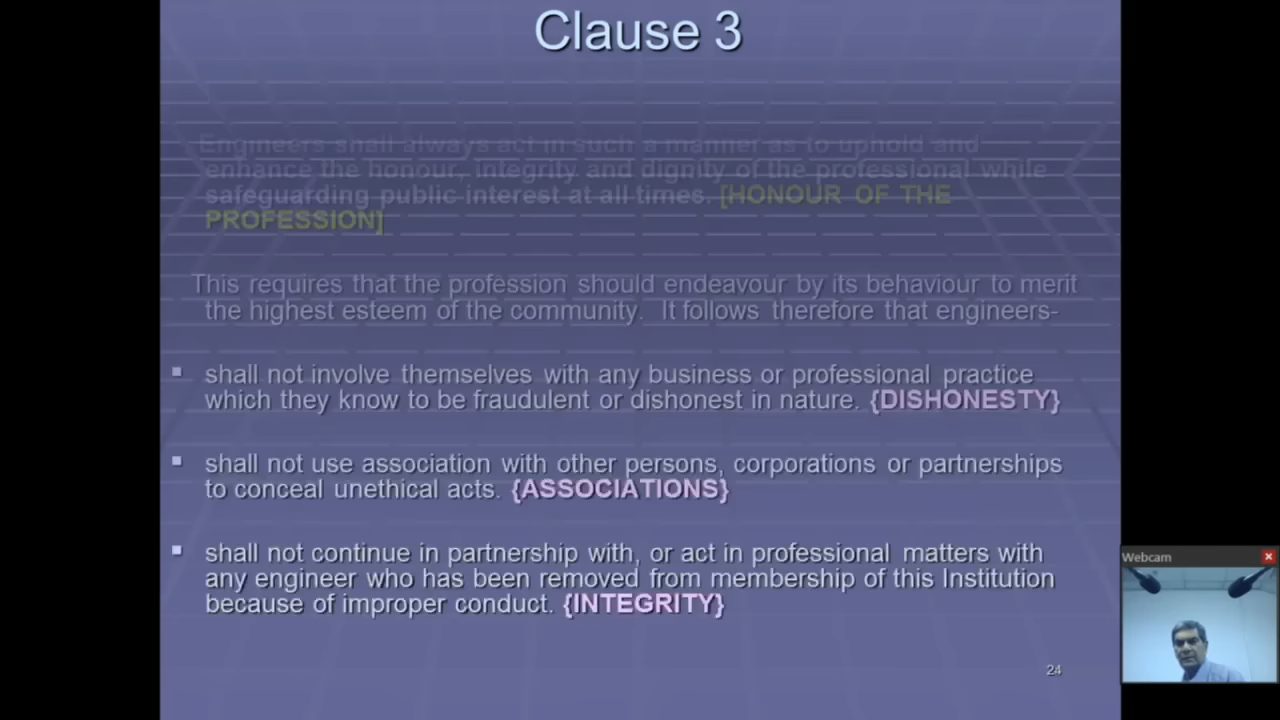 Clause 3
Engineers shall always act in such a manner as to uphold and
enhance the honour, integrity and dignity of the professional while
safeguarding public interest at all times. [HONOUR OF THE
PROFESSION]
This requires that the profession should endeavour by its behaviour to merit
the highest esteem of the community. It follows therefore that engineers-
shall not involve themselves with any business or professional practice
which they know to be fraudulent or dishonest in nature. {DISHONESTY}
shall not use association with other persons, corporations or partnerships
to conceal unethical acts. {ASSOCIATIONS}
shall not continue in partnership with, or act in professional matters with
any engineer who has been removed from membership of this Institution
because of improper conduct. {INTEGRITY}
24
Webcam